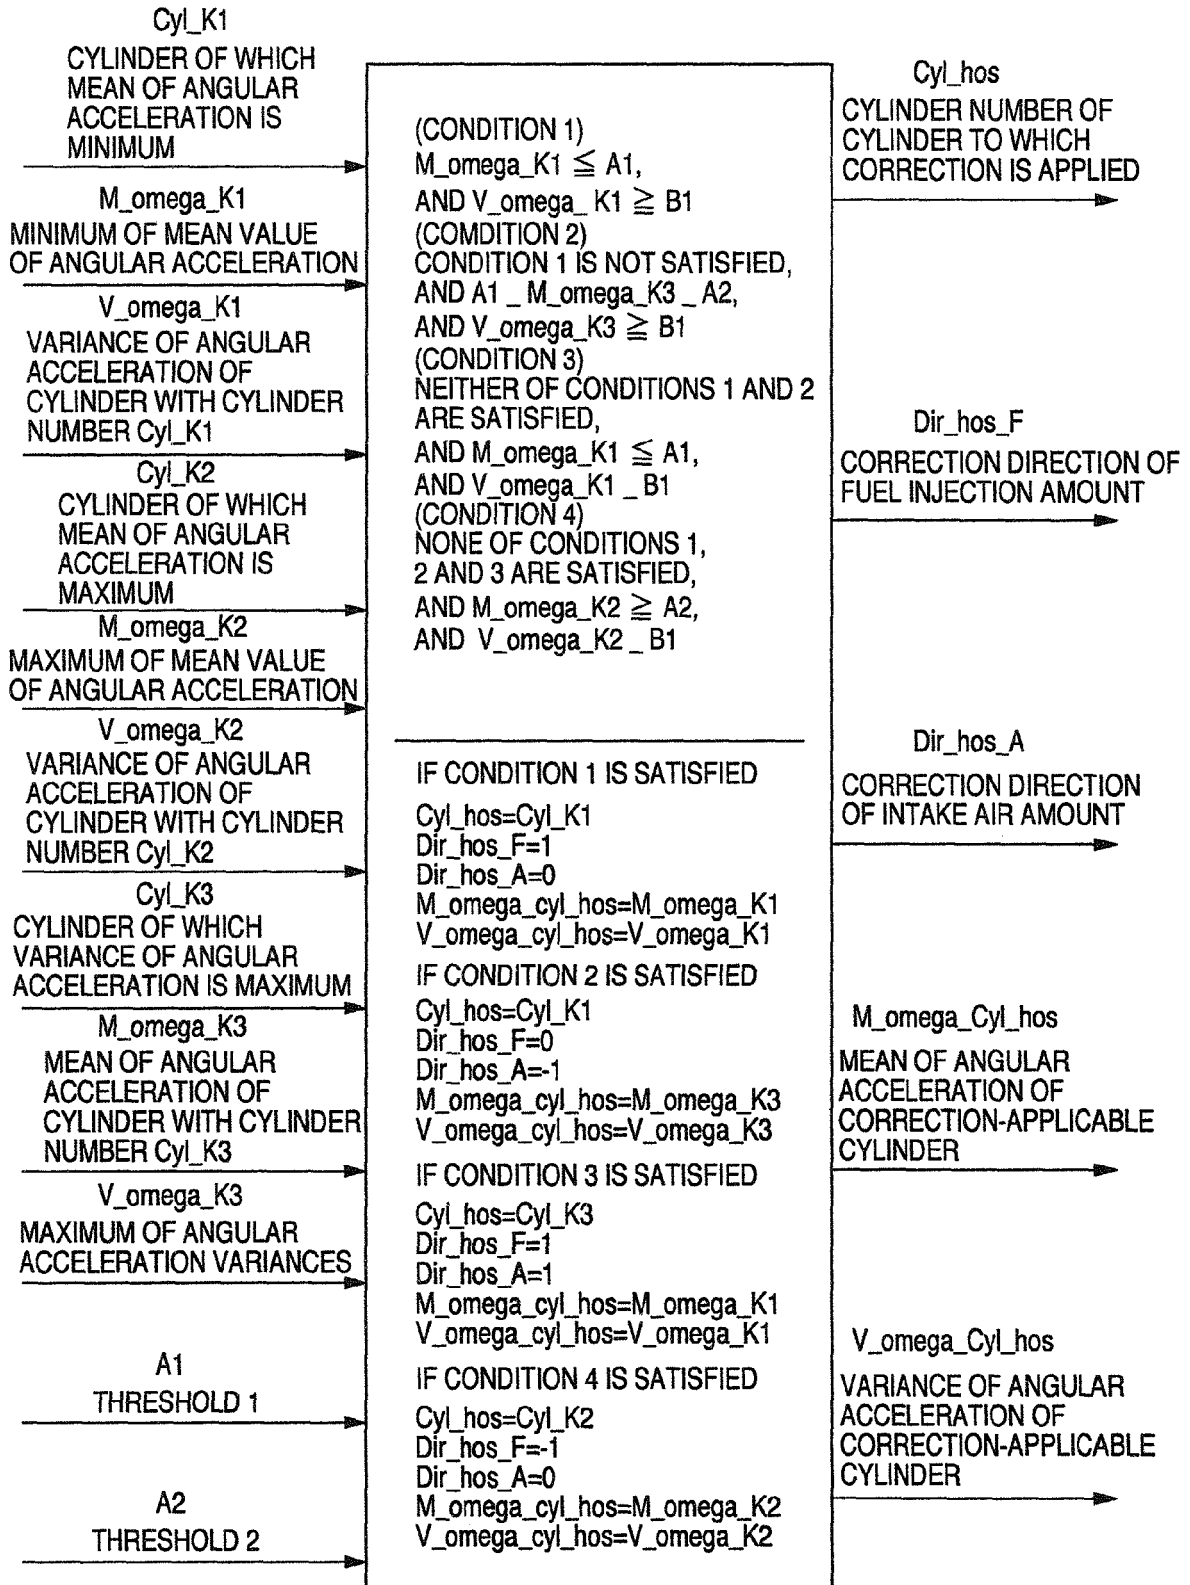 Cyl_K1
CYLINDER OF WHICH
MEAN OF ANGULAR
ACCELERATION IS
MINIMUM
M_omega_K1
MINIMUM OF MEAN VALUE
OF ANGULAR ACCELERATION
V_omega_K1
VARIANCE OF ANGULAR
ACCELERATION OF
CYLINDER WITH CYLINDER
NUMBER Cyl_K1
Cyl_K2
CYLINDER OF WHICH
MEAN OF ANGULAR
ACCELERATION IS
MAXIMUM
M_omega_K2
MAXIMUM OF MEAN VALUE
OF ANGULAR ACCELERATION
V_omega_K2
VARIANCE OF ANGULAR
ACCELERATION OF
CYLINDER WITH CYLINDER
NUMBER Cyl_K2
Cyl_K3
CYLINDER OF WHICH
VARIANCE OF ANGULAR
ACCELERATION IS MAXIMUM
M_omega_K3
MEAN OF ANGULAR
ACCELERATION OF
CYLINDER WITH CYLINDER
NUMBER Cyl_K3
V_omega_K3
MAXIMUM OF ANGULAR
ACCELERATION VARIANCES
A1
THRESHOLD 1
A2
THRESHOLD 2
(CONDITION 1)
M_omega_K1 ≦ A1,
AND V_omega_ K1 ≧ B1
(COMDITION 2)
CONDITION 1 IS NOT SATISFIED,
AND A1 _ M_omega_K3 _ A2,
AND V_omega_K3 ≧ B1
(CONDITION 3)
NEITHER OF CONDITIONS 1 AND 2
ARE SATISFIED,
AND M_omega_K1 ≦ A1,
AND V_omega_K1 _ B1
(CONDITION 4)
NONE OF CONDITIONS 1,
2 AND 3 ARE SATISFIED,
AND M_omega_K2 ≧ A2,
AND V_omega_K2 _ B1
IF CONDITION 1 IS SATISFIED
Cyl_hos=Cyl_K1
Dir_hos_F=1
Dir_hos_A=0
M_omega_cyl_hos=M_omega_K1
V_omega_cyl_hos=V_omega_K1
IF CONDITION 2 IS SATISFIED
Cyl_hos=Cyl_K1
Dir_hos_F=0
Dir_hos_A=-1
M_omega_cyl_hos=M_omega_K3
V_omega_cyl_hos=V_omega_K3
IF CONDITION 3 IS SATISFIED
Cyl_hos=Cyl_K3
Dir_hos_F=1
Dir_hos_A=1
M_omega_cyl_hos=M_omega_K1
V_omega_cyl_hos=V_omega_K1
IF CONDITION 4 IS SATISFIED
Cyl_hos=Cyl_K2
Dir_hos_F=-1
Dir_hos_A=0
M_omega_cyl_hos=M_omega_K2
V_omega_cyl_hos=V_omega_K2
Cyl_hos
CYLINDER NUMBER OF
CYLINDER TO WHICH
CORRECTION IS APPLIED
Dir_hos_F
CORRECTION DIRECTION OF
FUEL INJECTION AMOUNT
Dir_hos_A
CORRECTION DIRECTION
OF INTAKE AIR AMOUNT
M_omega_Cyl_hos
MEAN OF ANGULAR
ACCELERATION OF
CORRECTION-APPLICABLE
CYLINDER
V_omega_Cyl_hos
VARIANCE OF ANGULAR
ACCELERATION OF
CORRECTION-APPLICABLE
CYLINDER